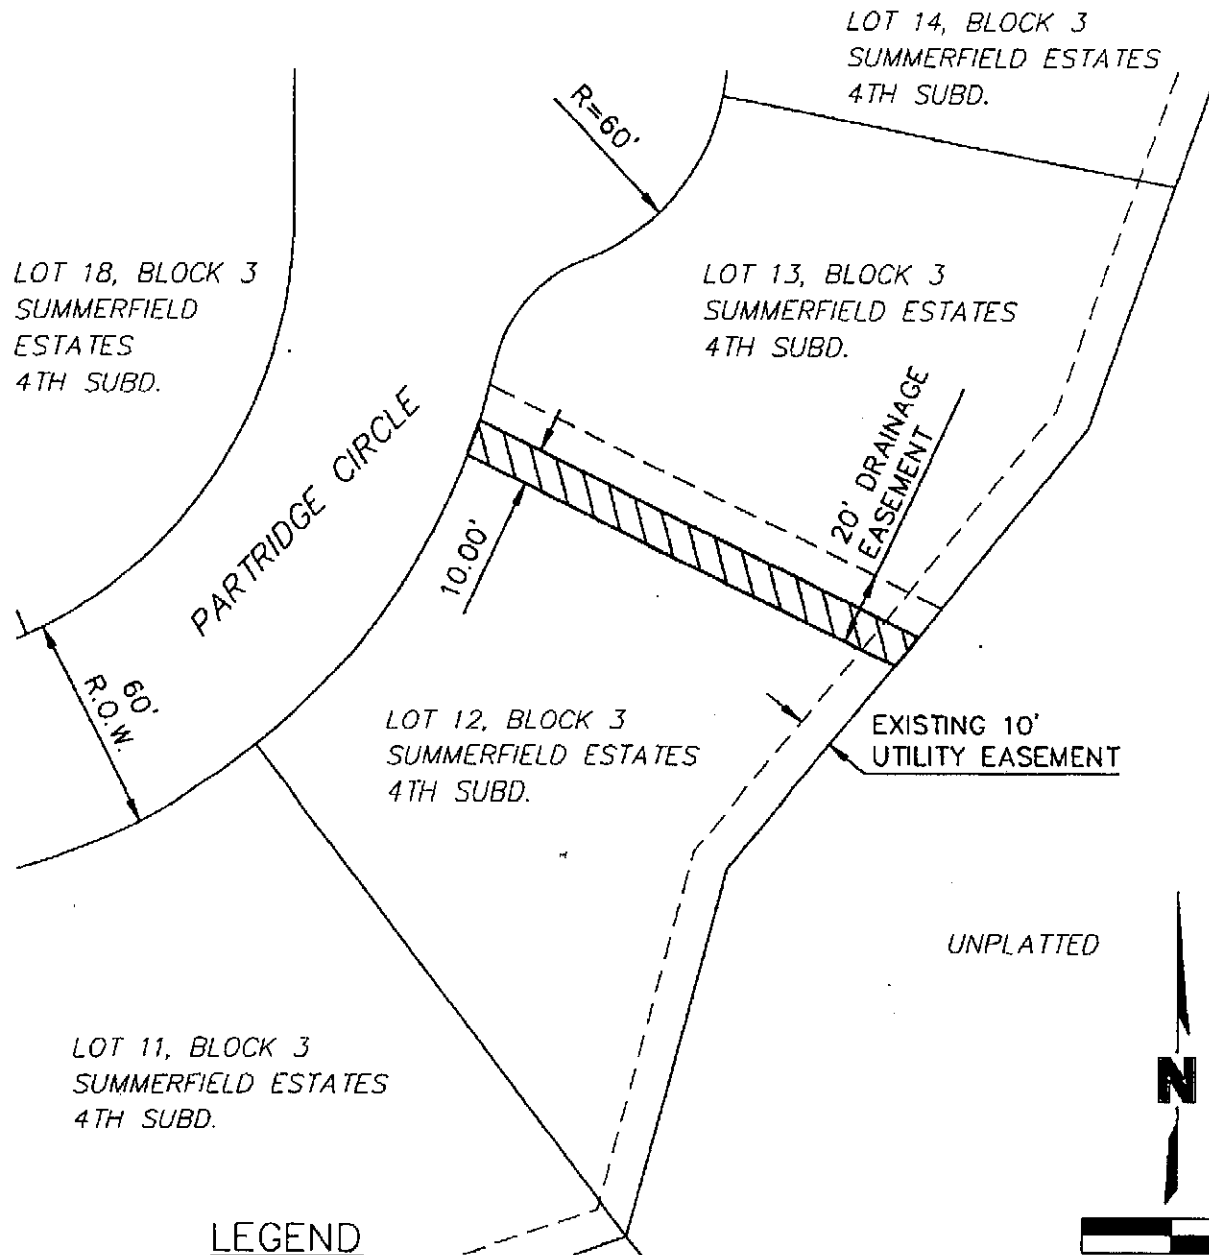 LOT 14, BLOCK 3
SUMMERFIELD ESTATES
4TH SUBD.
R=60'
LOT 18, BLOCK 3
SUMMERFIELD
ESTATES
4TH SUBD.
LOT 13, BLOCK 3
SUMMERFIELD ESTATES
4TH SUBD.
PARTRIDGE CIRCLE
20' DRAINAGE
EASEMENT
10.00'
60'
R.O.W.
LOT 12, BLOCK 3
SUMMERFIELD ESTATES
4TH SUBD.
EXISTING 10'
UTILITY EASEMENT
UNPLATTED
LOT 11, BLOCK 3
SUMMERFIELD ESTATES
4TH SUBD.
N
LEGEND